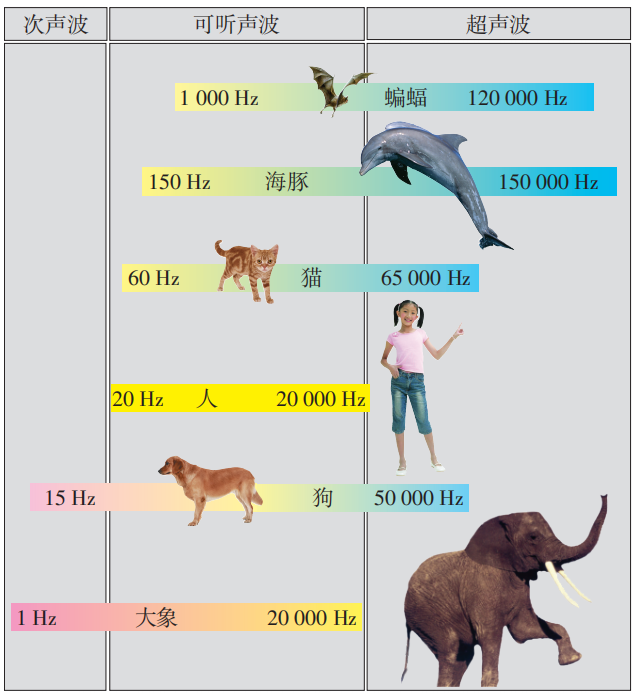 次声波 可听声波 超声波
1 000 Hz 蝙蝠 120 000 Hz
150 Hz 海豚 150 000 Hz
60 Hz 猫 65 000 Hz
20 Hz 人 20 000 Hz
15 Hz 狗 50 000 Hz
1 Hz 大象 20 000 Hz